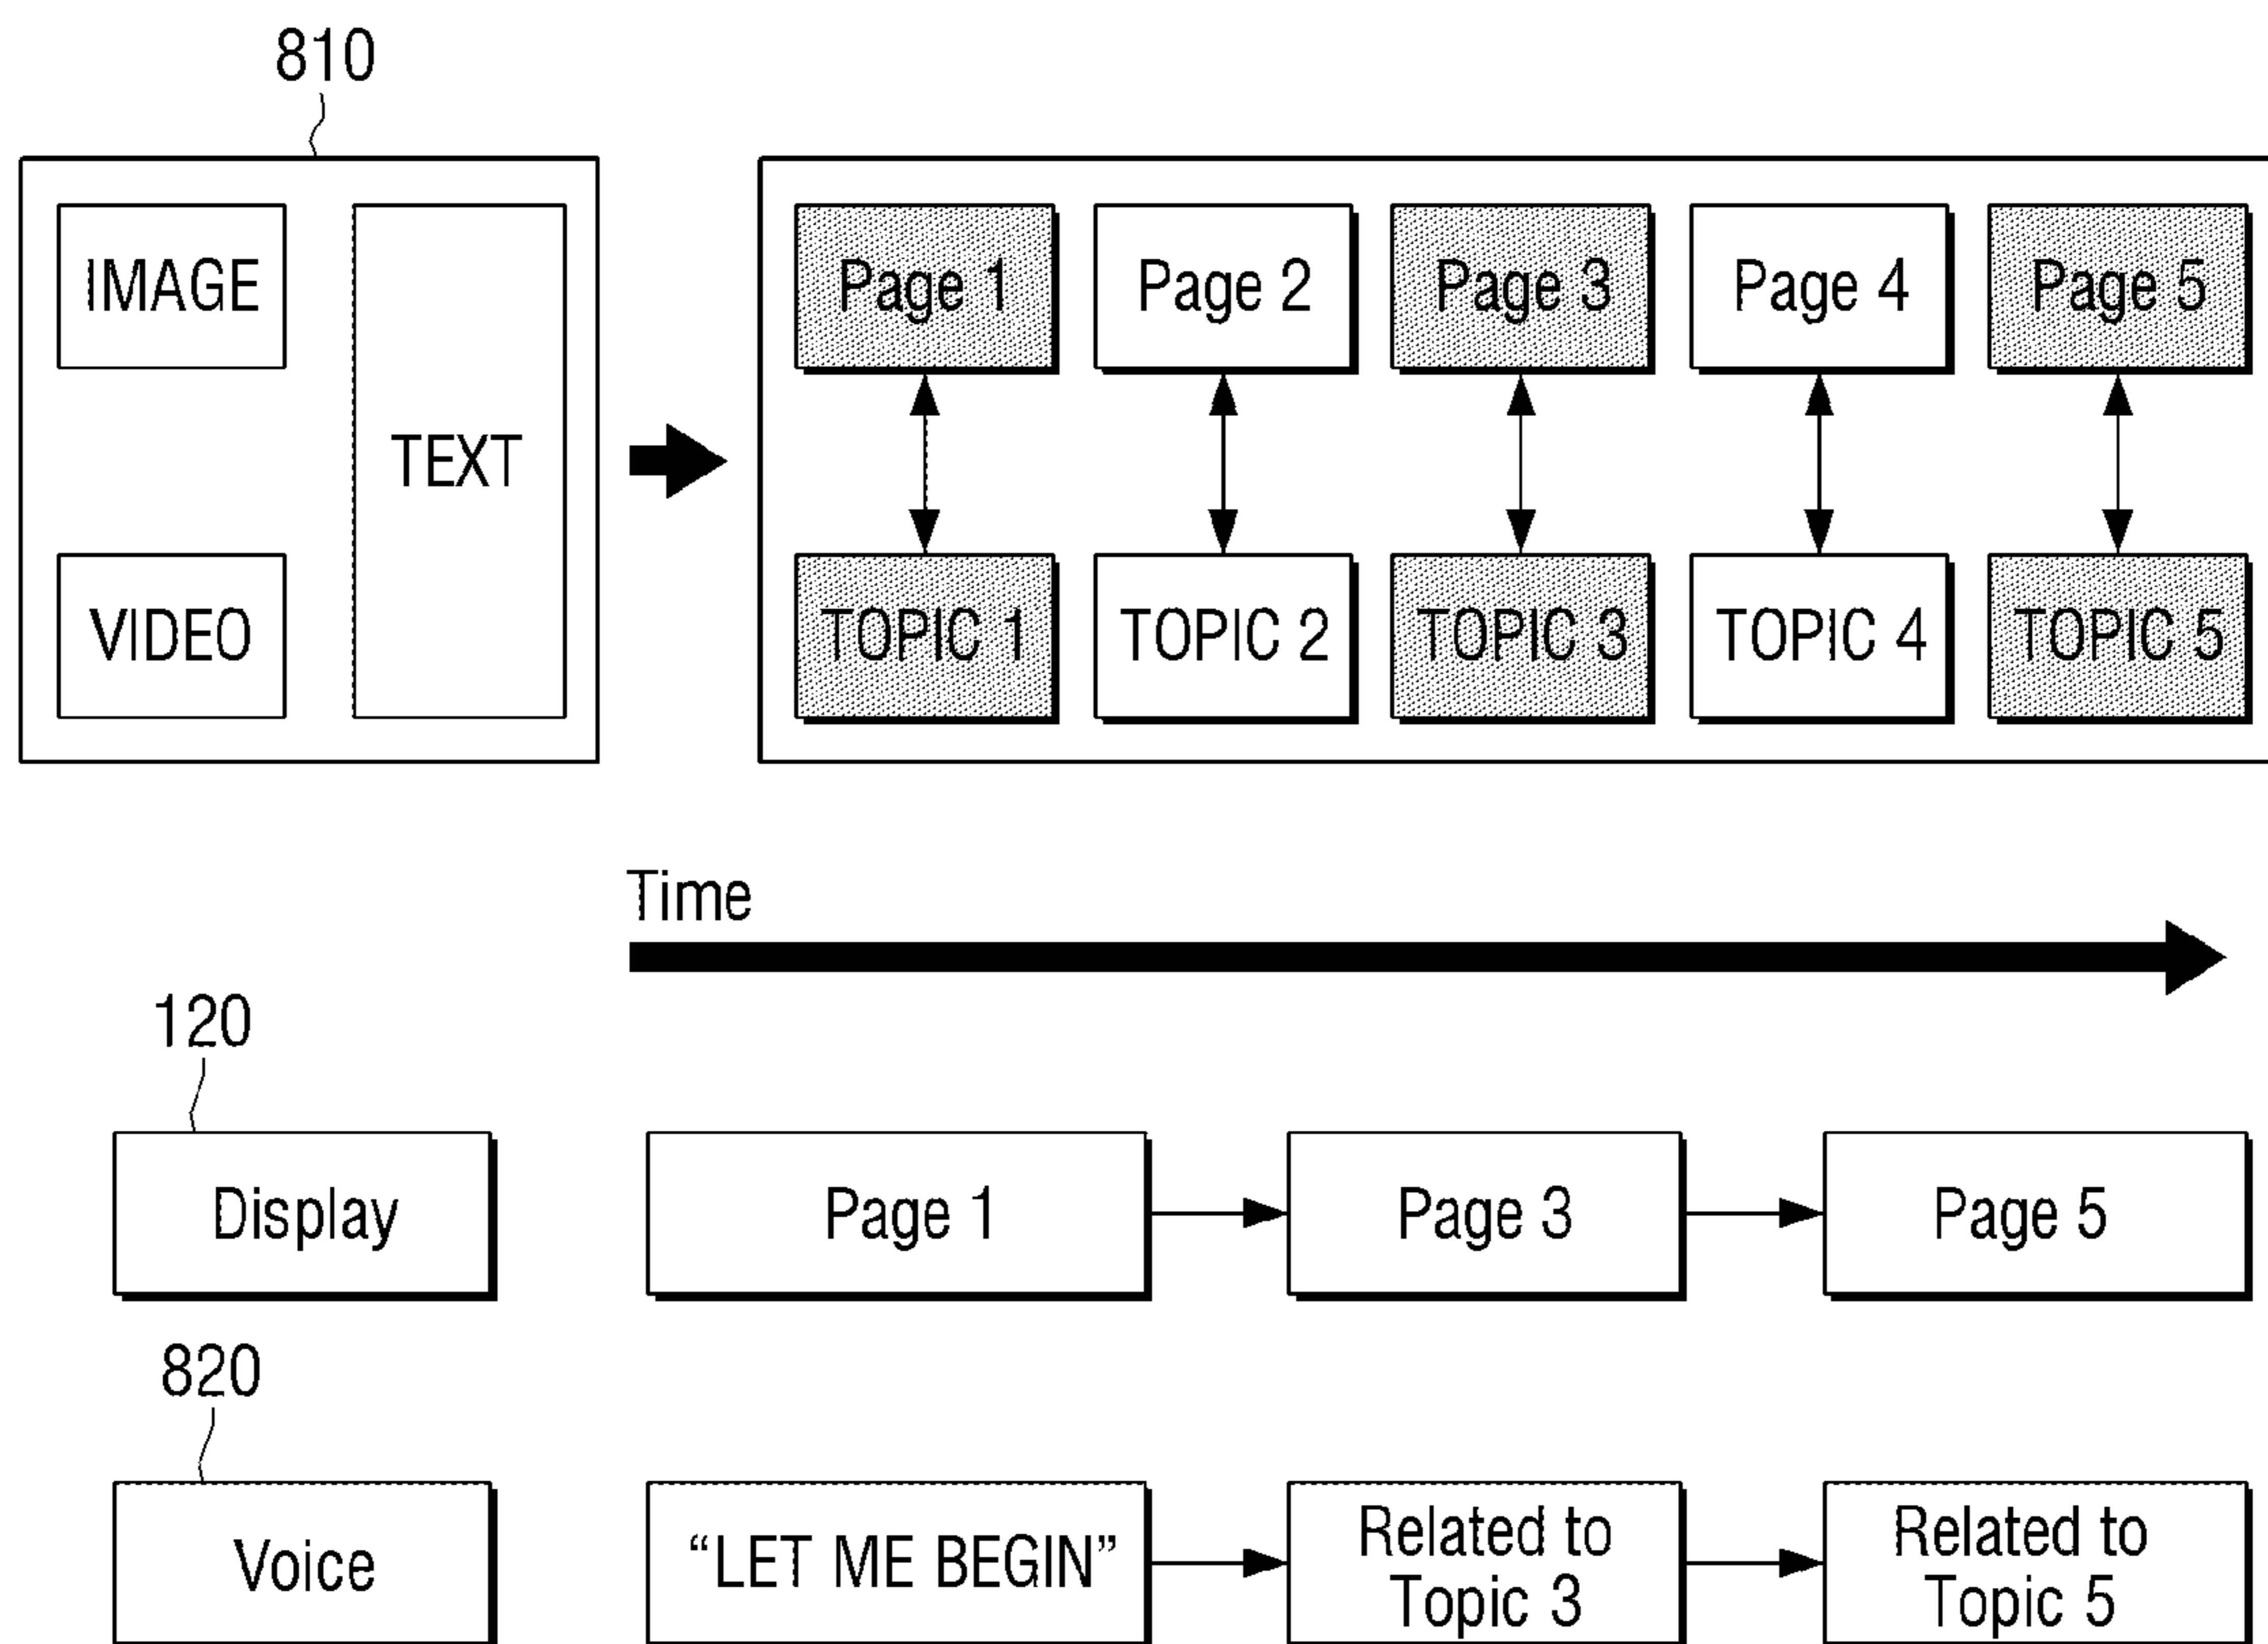 810
IMAGE
VIDEO
TEXT
Page 1
Page 2
Page 3
Page 4
Page 5
TOPIC 1
TOPIC 2
TOPIC 3
TOPIC 4
TOPIC 5
Time
120
Display
Page 1
Page 3
Page 5
820
Voice
“LET ME BEGIN”
Related to
Topic 3
Related to
Topic 5